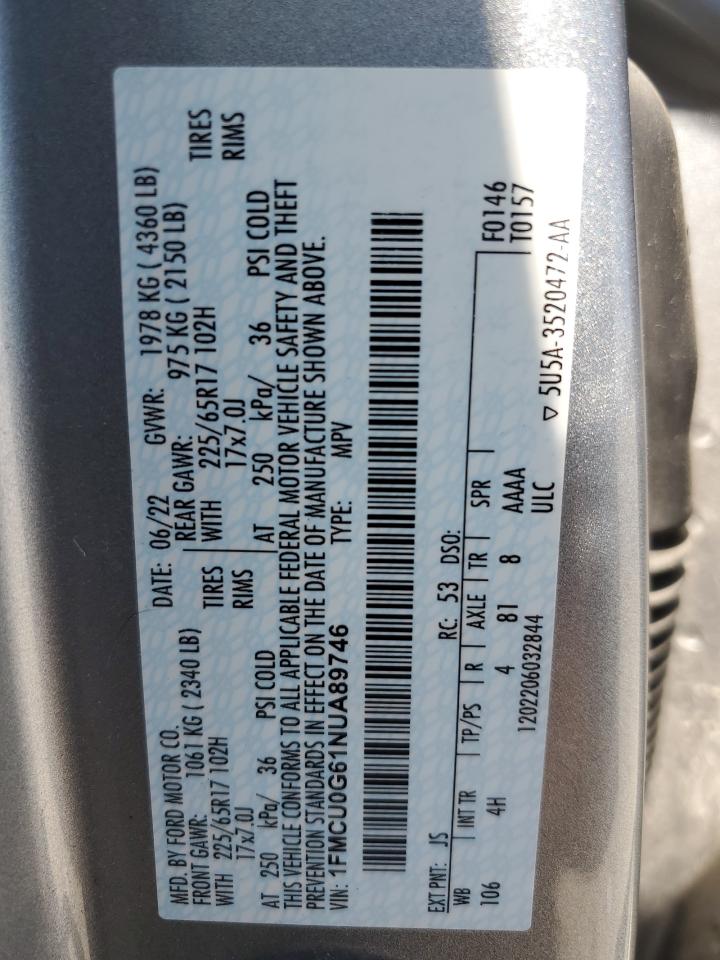 MFD. BY FORD MOTOR CO. DATE: 06/22 GVWR: 1978 KG ( 4360 LB)
FRONT GAWR: 1061 KG ( 2340 LB) REAR GAWR: 975 KG ( 2150 LB)
WITH 225/65R17 102H TIRES WITH 225/65R17 102H TIRES
17x7.0J RIMS 17x7.0J RIMS
AT 250 kPa/ 36 PSI COLD AT 250 kPa/ 36 PSI COLD
THIS VEHICLE CONFORMS TO ALL APPLICABLE FEDERAL MOTOR VEHICLE SAFETY AND THEFT
PREVENTION STANDARDS IN EFFECT ON THE DATE OF MANUFACTURE SHOWN ABOVE.
VIN: 1FMCU0G61NUA89746 TYPE: MPV
EXT PNT: JS RC: 53 DSO:
WB INT TR TP/PS R AXLE TR SPR F0146
106 4H 4 81 8 AAAA T0157
1202206032844 ULC
▽ 5U5A-3520472-AA